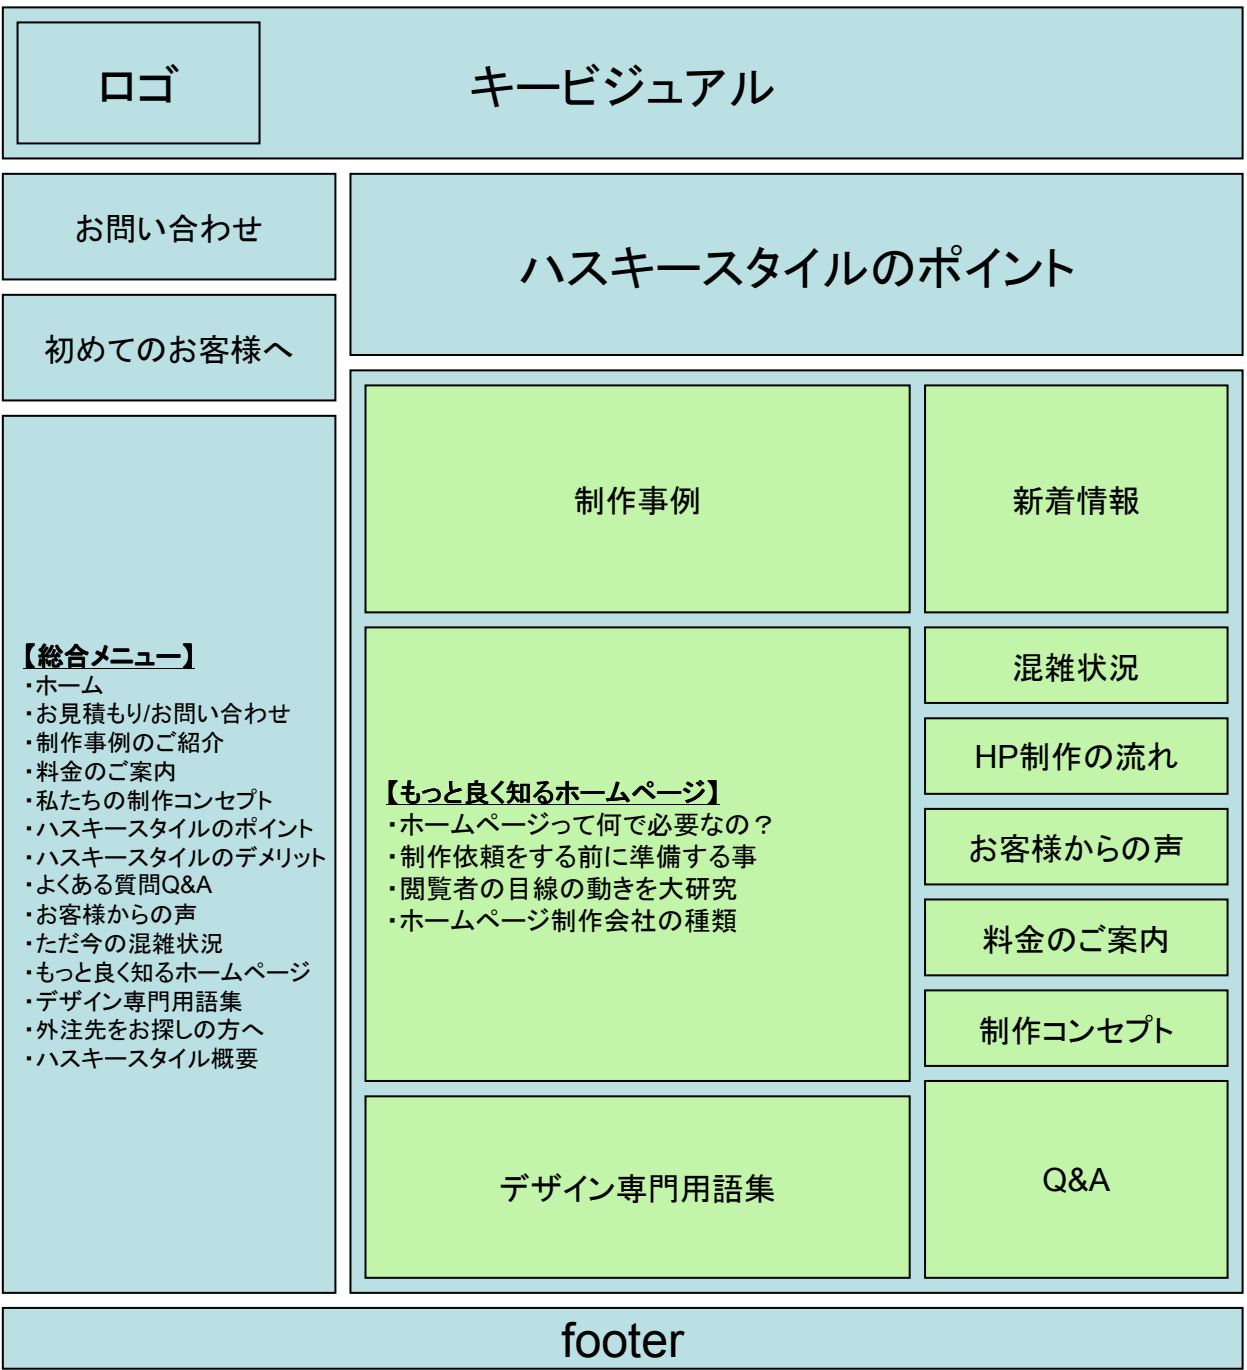 ロゴ
キービジュアル
お問い合わせ
初めてのお客様へ
【総合メニュー】
・ホーム
・お見積もり/お問い合わせ
・制作事例のご紹介
・料金のご案内
・私たちの制作コンセプト
・ハスキースタイルのポイント
・ハスキースタイルのデメリット
・よくある質問Q&A
・お客様からの声
・ただ今の混雑状況
・もっと良く知るホームページ
・デザイン専門用語集
・外注先をお探しの方へ
・ハスキースタイル概要
ハスキースタイルのポイント
制作事例
【もっと良く知るホームページ】
・ホームページって何で必要なの？
・制作依頼をする前に準備する事
・閲覧者の目線の動きを大研究
・ホームページ制作会社の種類
デザイン専門用語集
新着情報
混雑状況
HP制作の流れ
お客様からの声
料金のご案内
制作コンセプト
Q&A
footer